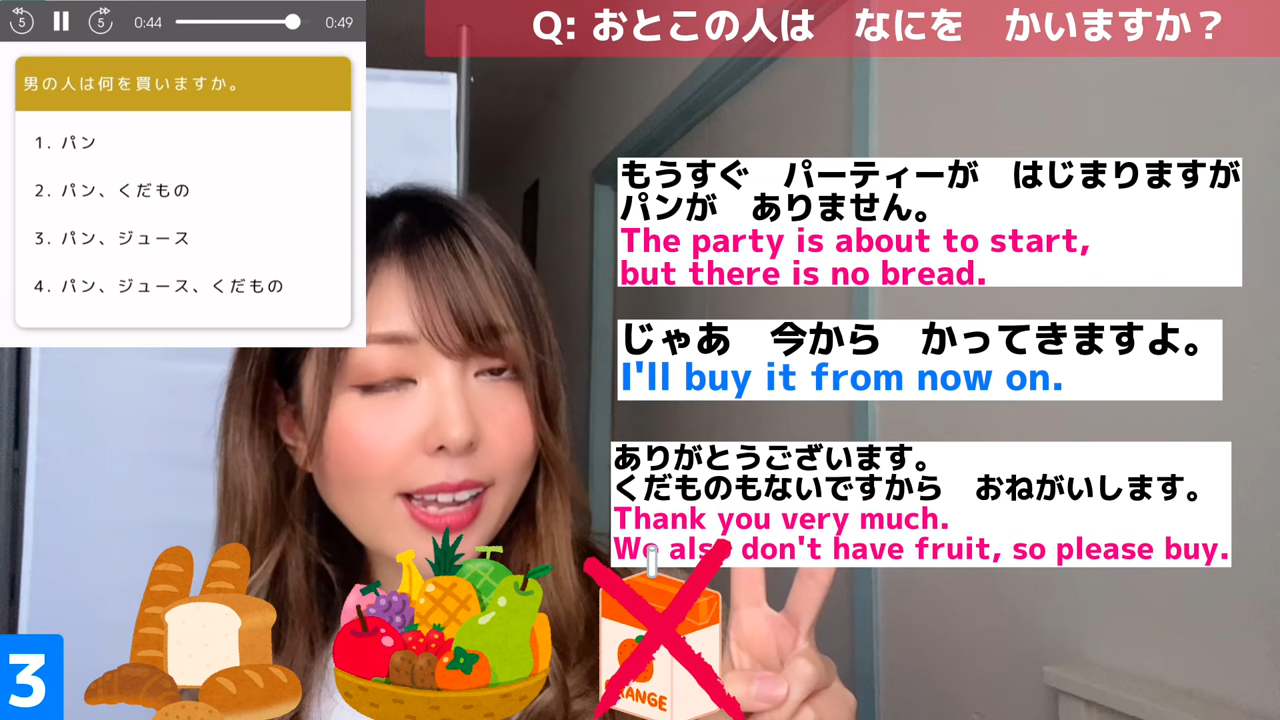 5
5
0:44
0:49
男の人は何を買いますか。
1. パン
2. パン、くだもの
3. パン、ジュース
4. パン、ジュース、くだもの
Q: おとこの人は なにを かいますか？
もうすぐ パーティーが はじまりますが
パンが ありません。
The party is about to start,
but there is no bread.
じゃあ 今から かってきますよ。
I'll buy it from now on.
ありがとうございます。
くだものもないですから おねがいします。
Thank you very much.
We also don't have fruit, so please buy.
3
ORANGE